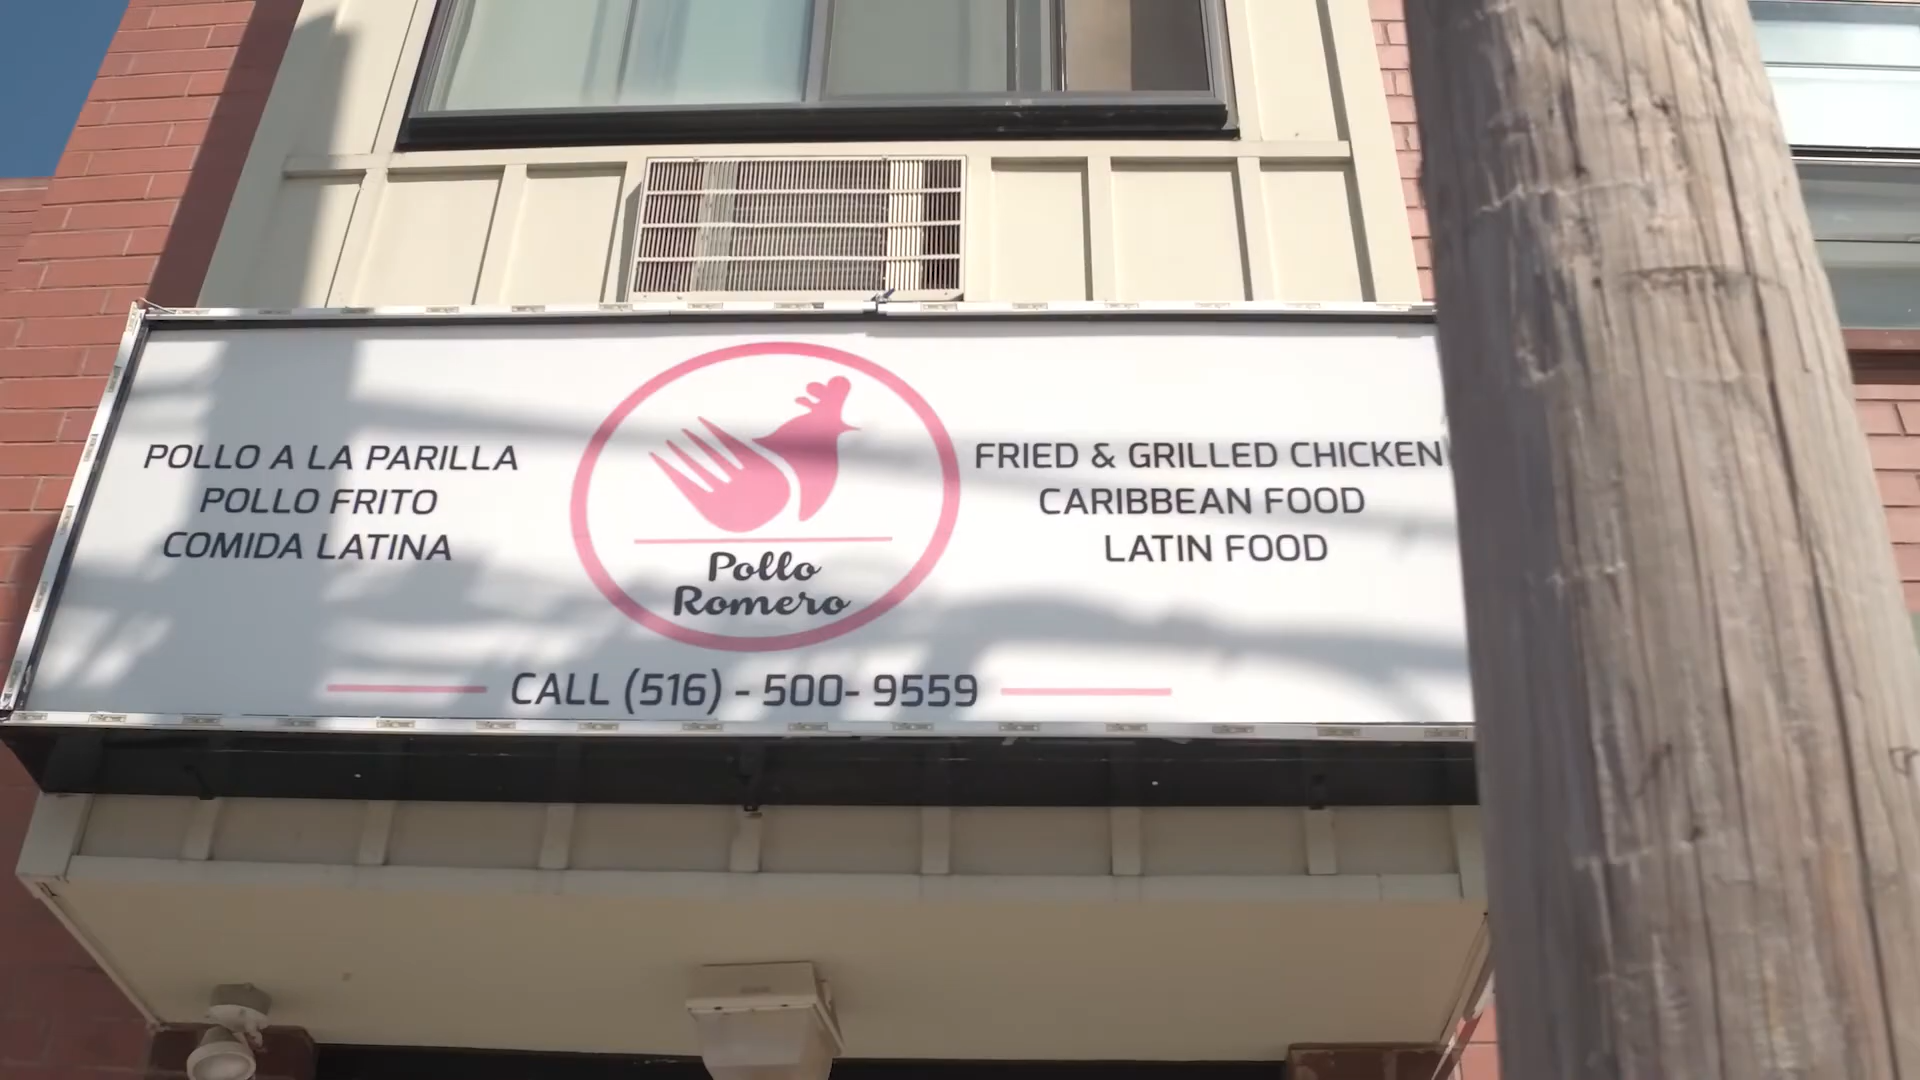 POLLO A LA PARILLA
POLLO FRITO
COMIDA LATINA
Pollo
Romero
FRIED & GRILLED CHICKEN
CARIBBEAN FOOD
LATIN FOOD
CALL (516) - 500- 9559